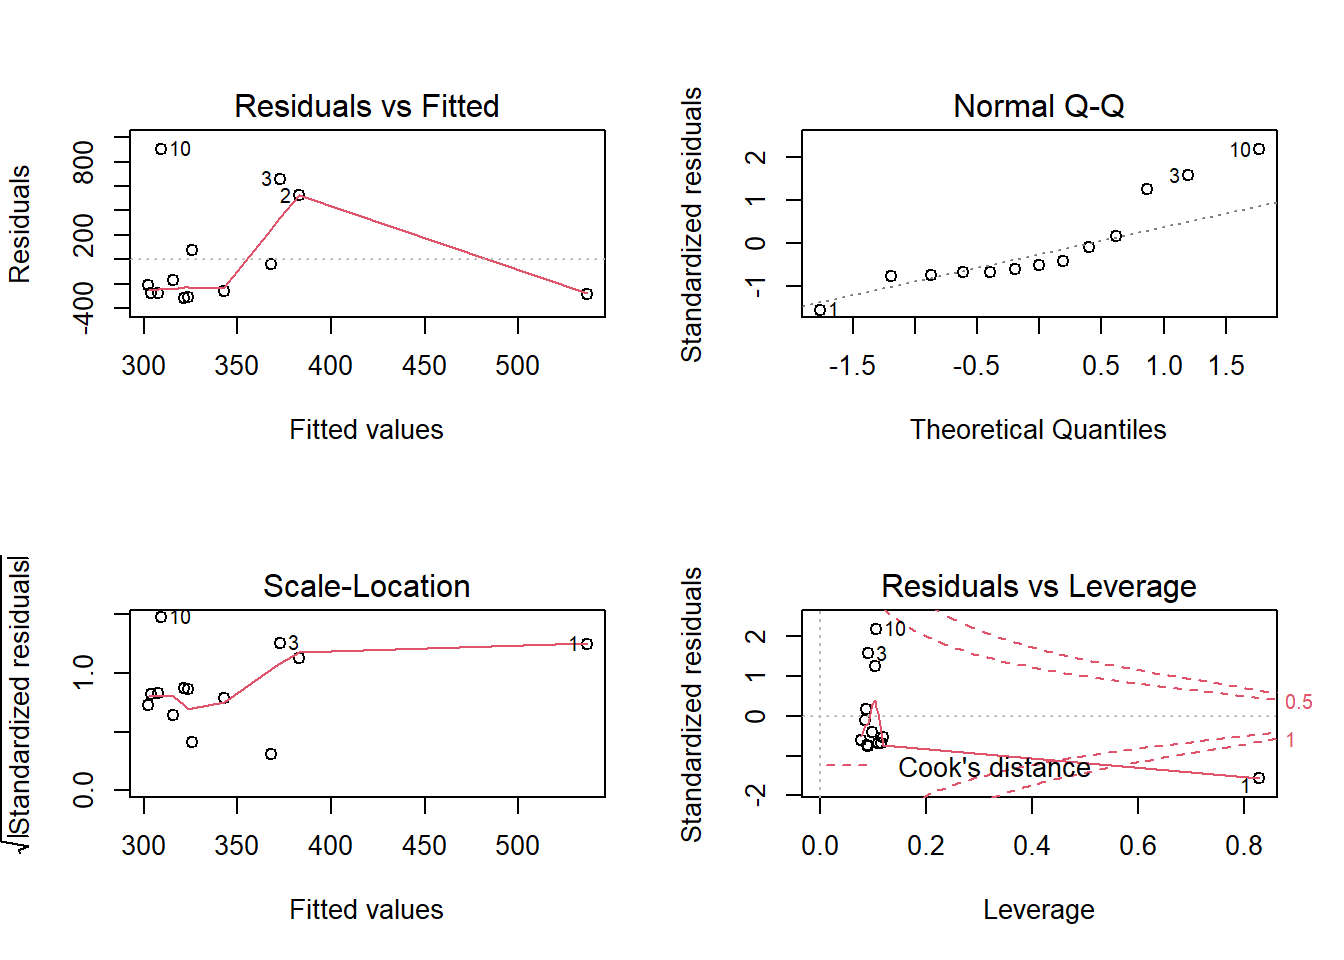 Residuals vs Fitted
Residuals
800
200
-400
10
3
2
300 350 400 450 500
Fitted values
Normal Q-Q
Standardized residuals
2
1
0
-1
10
3
1
-1.5 -0.5 0.5 1.0 1.5
Theoretical Quantiles
Scale-Location
√|Standardized residuals|
1.0
0.0
10
3
1
300 350 400 450 500
Fitted values
Residuals vs Leverage
Standardized residuals
2
1
0
-2
10
3
0.5
1
Cook's distance
1
0.0 0.2 0.4 0.6 0.8
Leverage